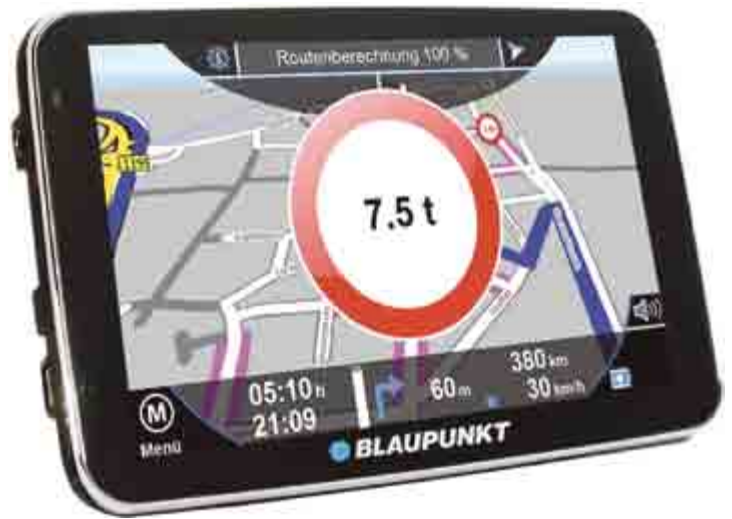 Routenberechnung 100 %
7.5 t
380 km
05:10 h
60 m
30 km/h
21:09
M
Menü
BLAUPUNKT